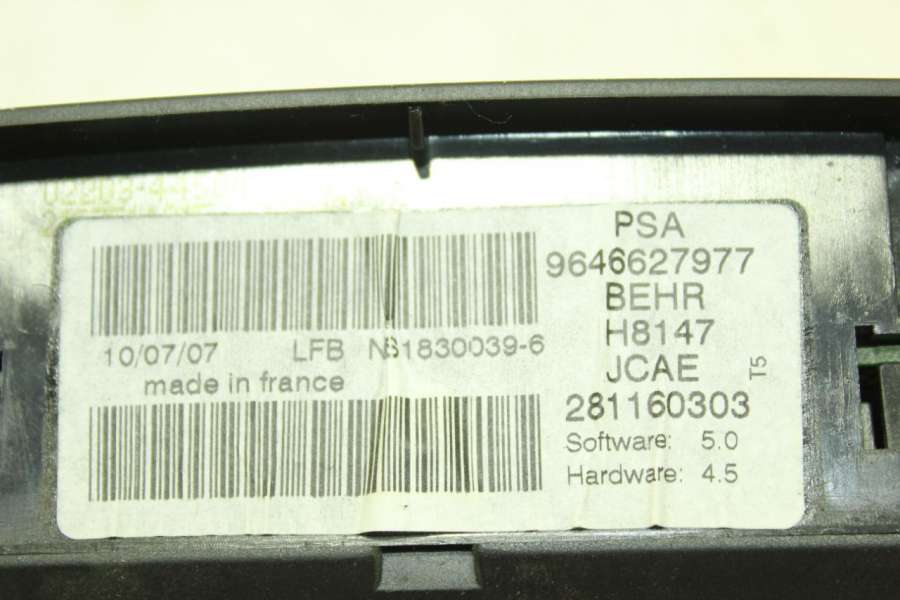 PSA
9646627977
BEHR
H8147
JCAE
281160303
T5
Software: 5.0
Hardware: 4.5
10/07/07 LFB N81830039-6
made in france